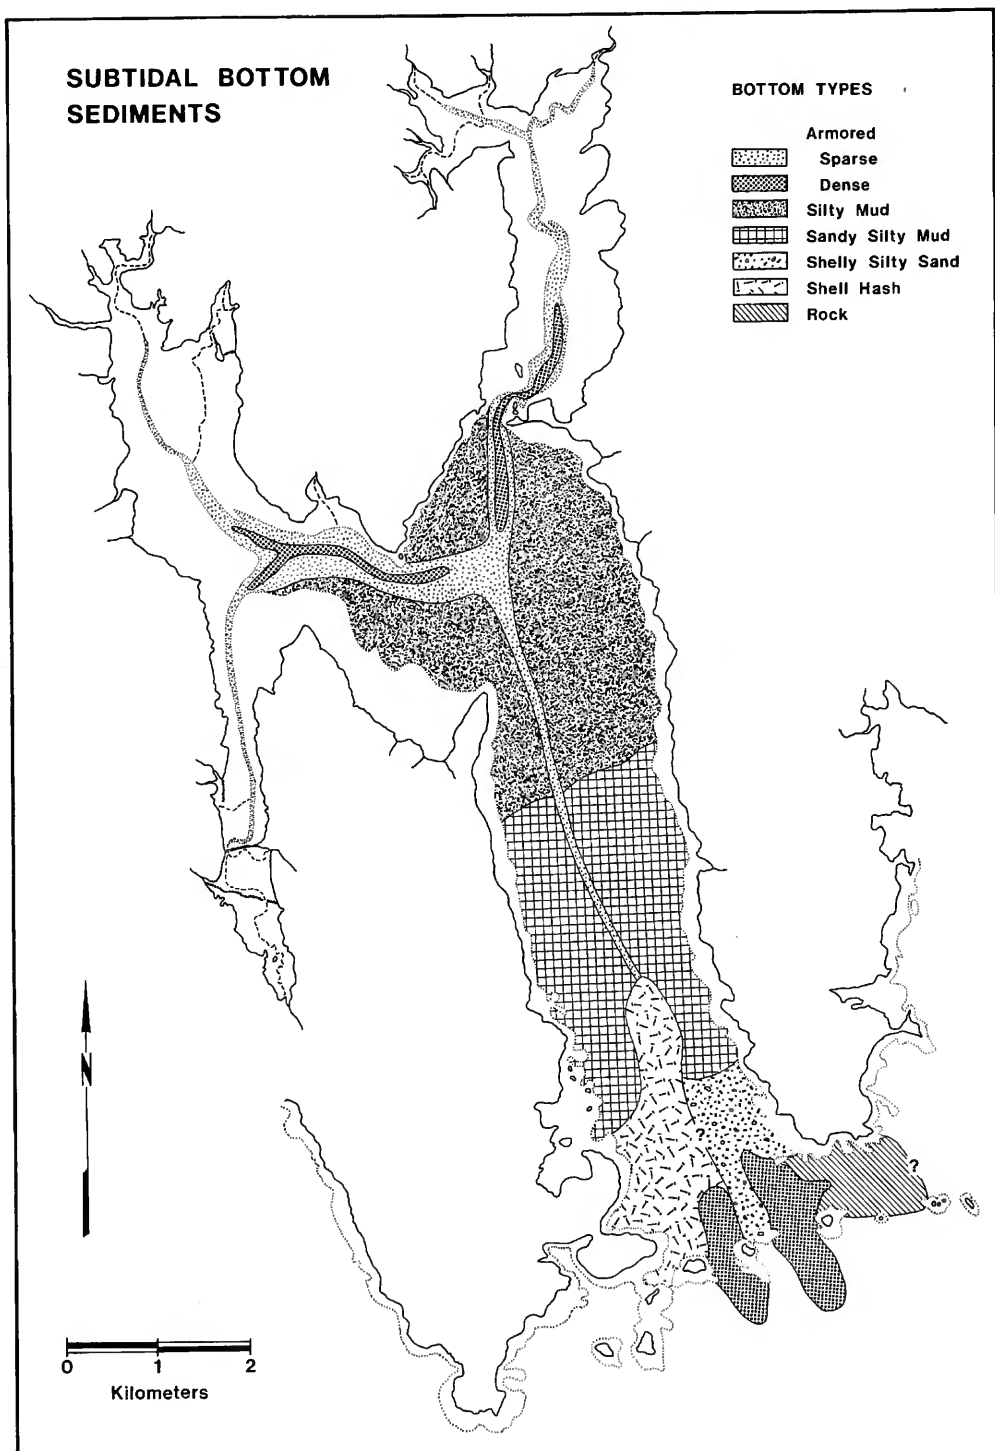 SUBTIDAL BOTTOM
SEDIMENTS
BOTTOM TYPES
Armored
Sparse
Dense
Silty Mud
Sandy Silty Mud
Shelly Silty Sand
Shell Hash
Rock
N
?
?
0 1 2
Kilometers